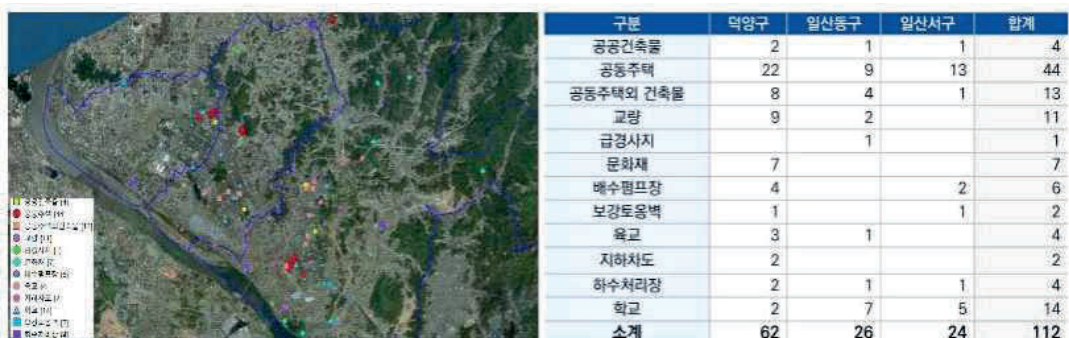 구분 덕양구 일산동구 일산서구 합계
공공건축물 2 1 1 4
공동주택 22 9 13 44
공동주택외 건축물 8 4 1 13
교량 9 2 11
급경사지 1 1
문화재 7 7
배수펌프장 4 2 6
보강토옹벽 1 1 2
육교 3 1 4
지하차도 2 2
하수처리장 2 1 1 4
학교 2 7 5 14
소계 62 26 24 112